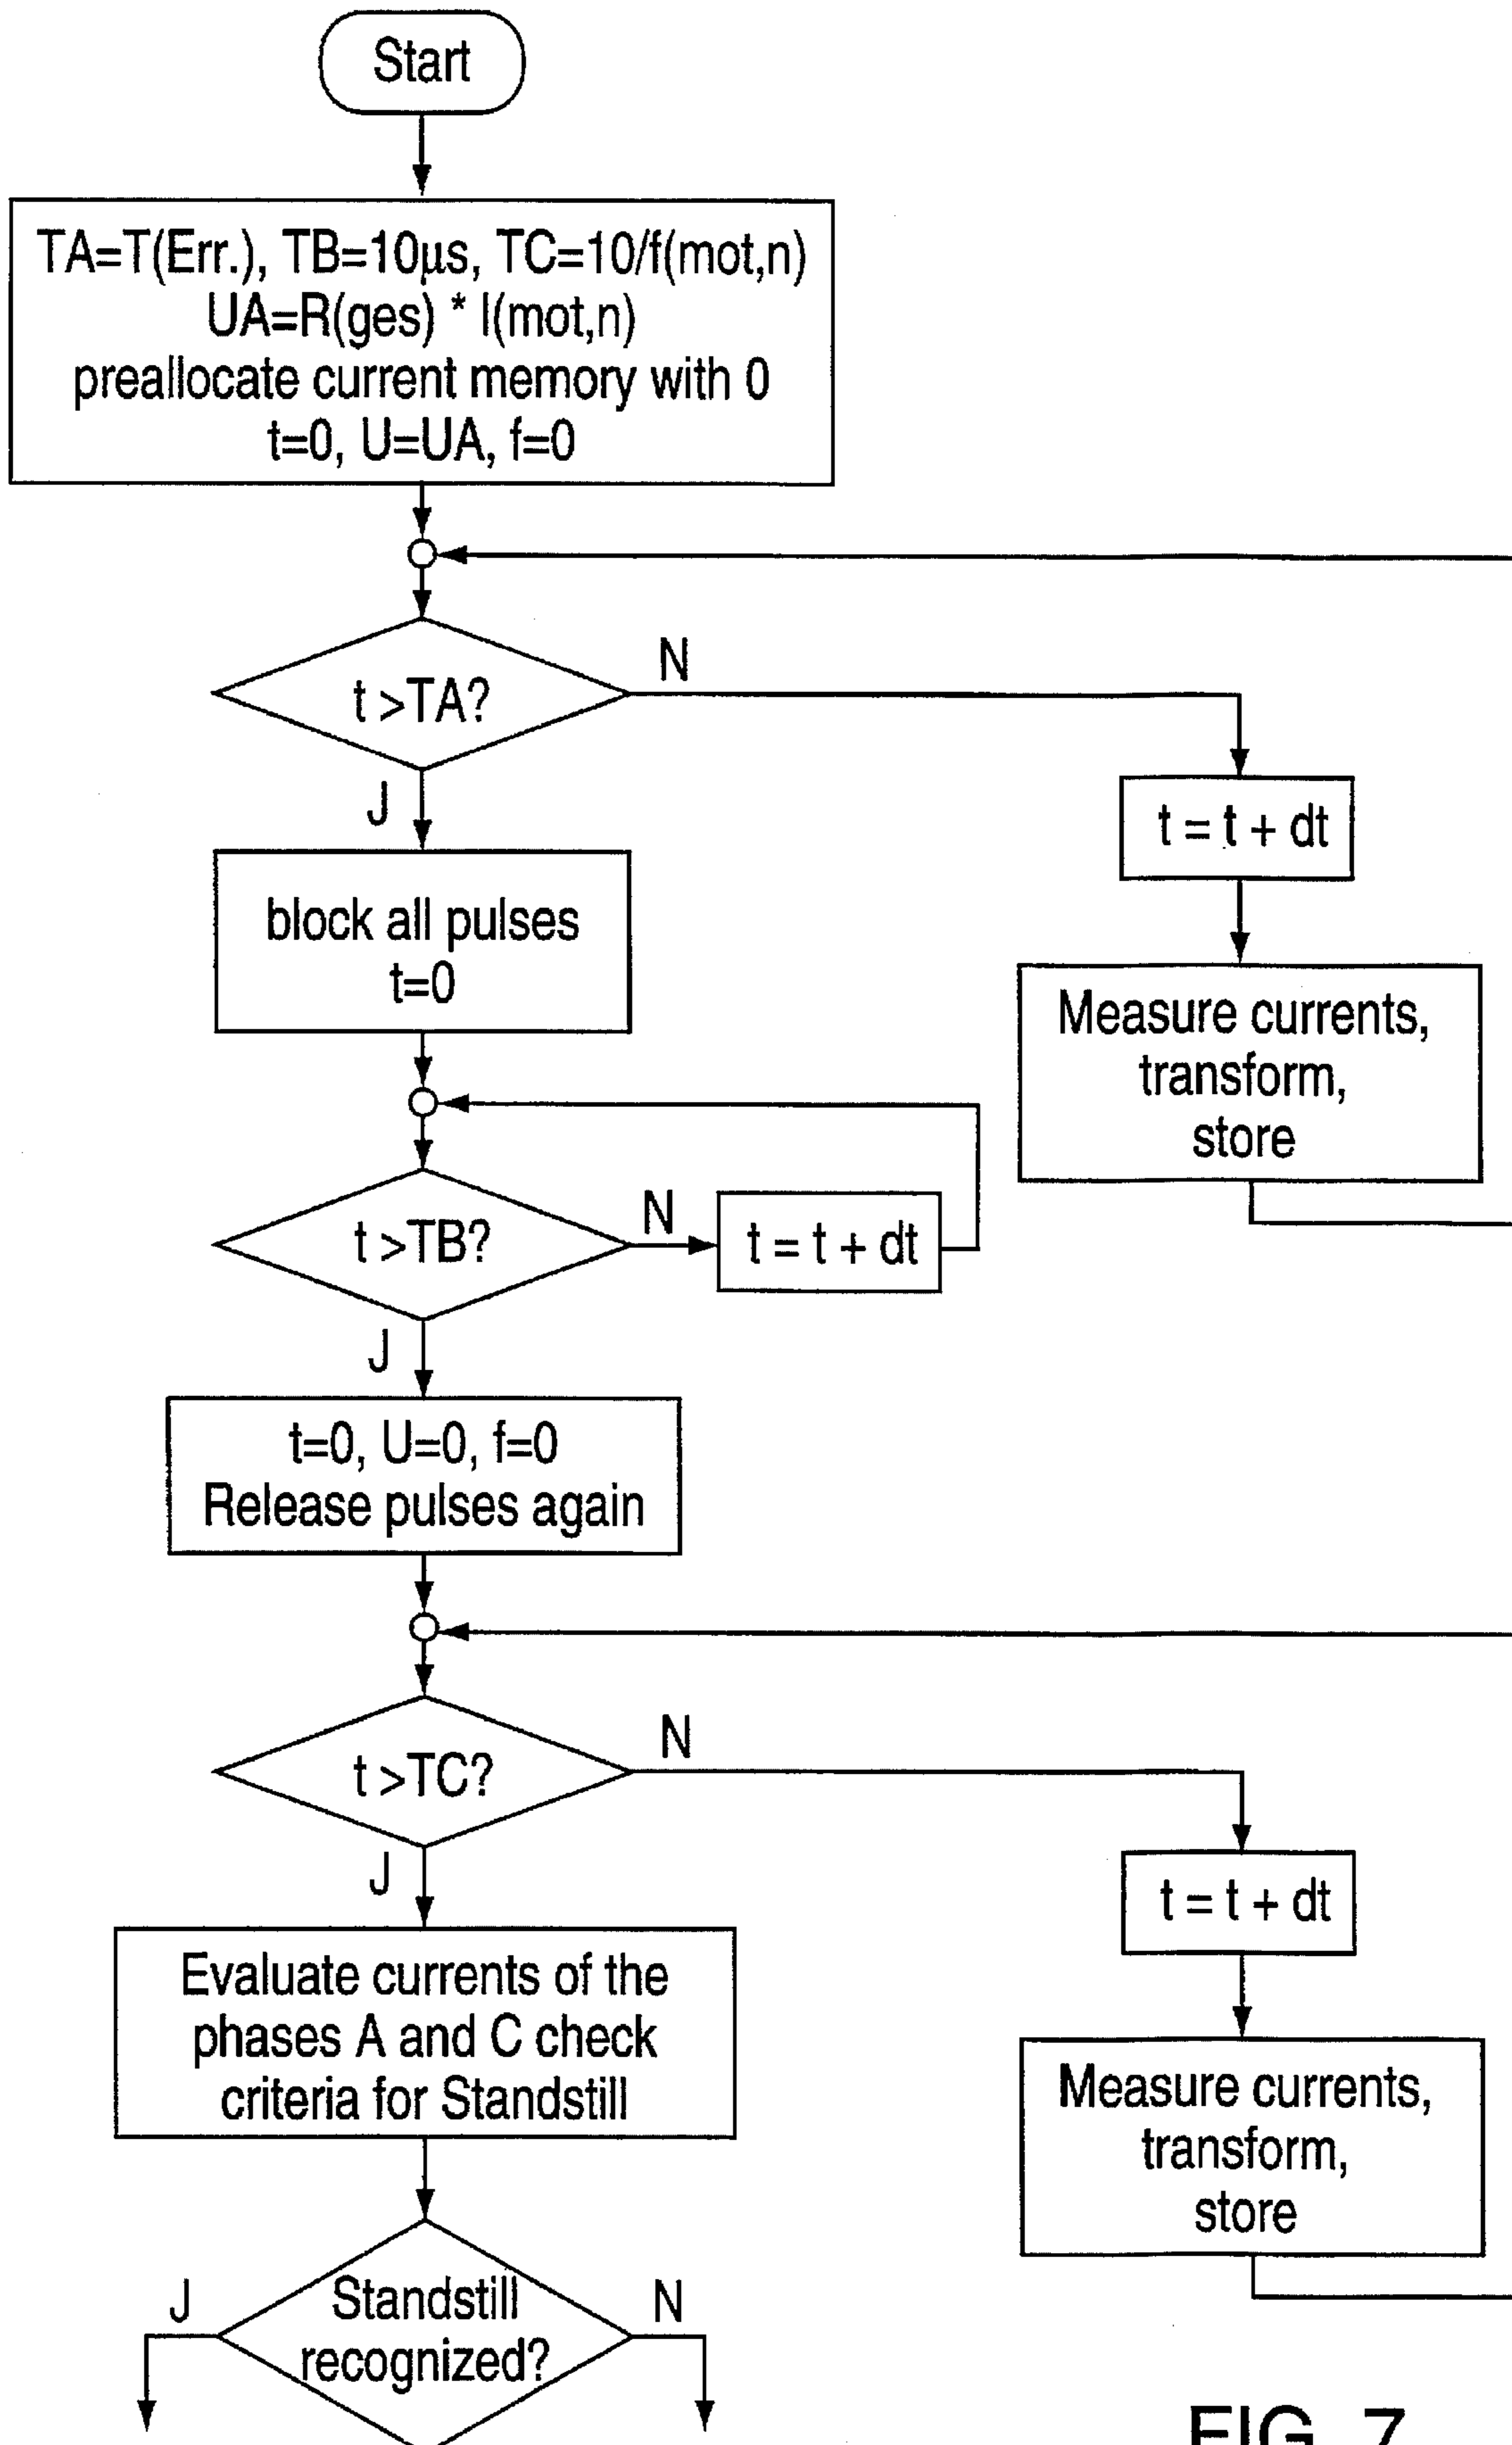 Start
TA=T(Err.), TB=10µs, TC=10/f(mot,n)
UA=R(ges) * I(mot,n)
preallocate current memory with 0
t=0, U=UA, f=0
t >TA?
N
J
t = t + dt
block all pulses
t=0
Measure currents,
transform,
store
t >TB?
N
t = t + dt
J
t=0, U=0, f=0
Release pulses again
t >TC?
N
J
t = t + dt
Evaluate currents of the
phases A and C check
criteria for Standstill
Measure currents,
transform,
store
J
Standstill
recognized?
N
FIG. 7